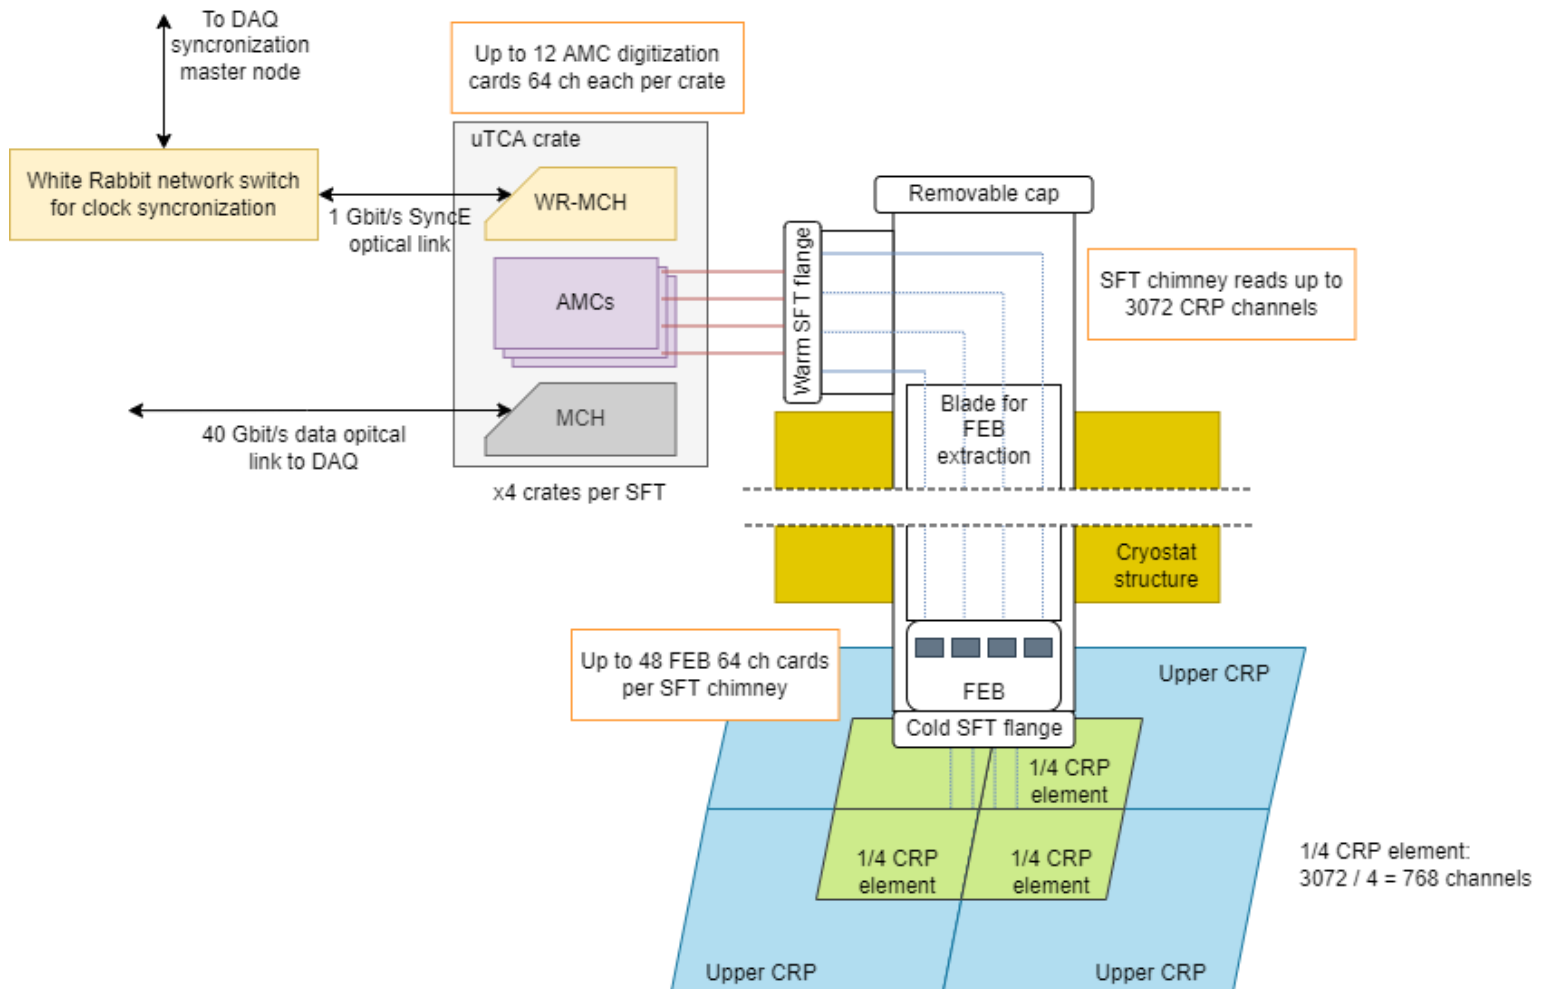 To DAQ
syncronization
master node
Up to 12 AMC digitization
cards 64 ch each per crate
uTCA crate
White Rabbit network switch
for clock syncronization
1 Gbit/s SyncE
optical link
WR-MCH
AMCs
MCH
40 Gbit/s data opitcal
link to DAQ
x4 crates per SFT
Removable cap
Warm SFT flange
SFT chimney reads up to
3072 CRP channels
Blade for
FEB
extraction
Cryostat
structure
Up to 48 FEB 64 ch cards
per SFT chimney
FEB
Cold SFT flange
Upper CRP
1/4 CRP
element
1/4 CRP
element
1/4 CRP
element
1/4 CRP element:
3072 / 4 = 768 channels
Upper CRP
Upper CRP